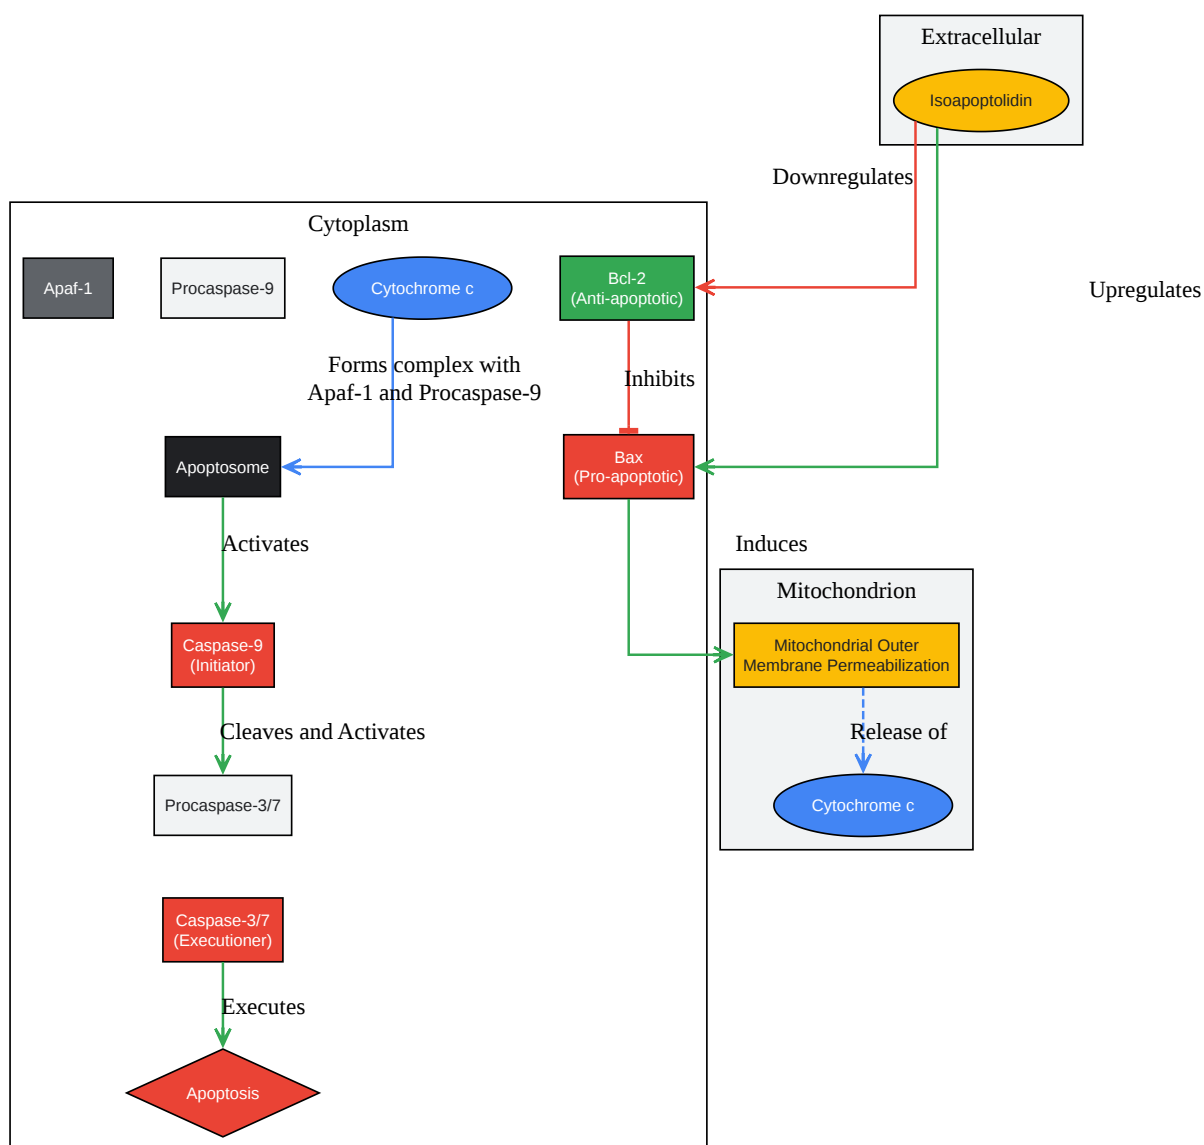 Extracellular
Isoapoptolidin
Downregulates
Cytoplasm
Apaf-1
Procaspase-9
Cytochrome c
Bcl-2
(Anti-apoptotic)
Upregulates
Forms complex with
Apaf-1 and Procaspase-9
Inhibits
Apoptosome
Bax
(Pro-apoptotic)
Activates
Induces
Mitochondrion
Caspase-9
(Initiator)
Mitochondrial Outer
Membrane Permeabilization
Cleaves and Activates
Release of
Procaspase-3/7
Cytochrome c
Caspase-3/7
(Executioner)
Executes
Apoptosis